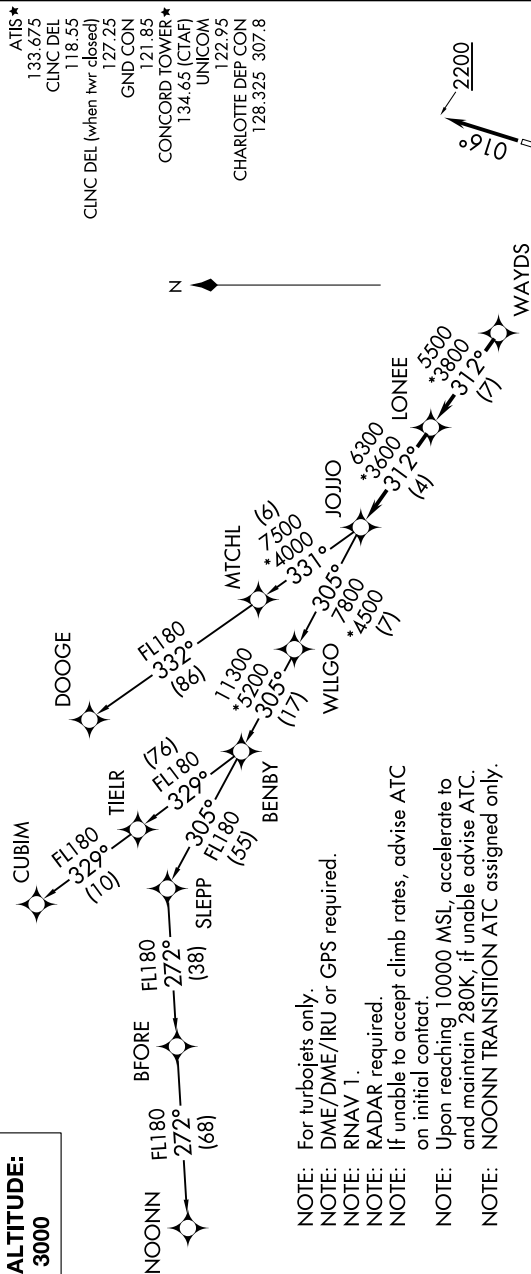 ALTITUDE:
3000
ATIS★
133.675
CLNC DEL
118.55
CLNC DEL (when twr closed)
127.25
GND CON
121.85
CONCORD TOWER★
134.65 (CTAF)
UNICOM
122.95
CHARLOTTE DEP CON
128.325 307.8
2200
016°
N
WAYDS
5500
*3800
312°
(7)
LONEE
6300
*3600
312°
(4)
JOJJO
(6)
7500
*4000
331°
MTCHL
FL180
332°
(86)
DOOGE
305°
7800
*4500
(7)
WLLGO
11300
*5200
305°
(17)
BENBY
(76)
FL180
329°
TIELR
FL180
329°
(10)
CUBIM
305°
FL180
(55)
SLEPP
FL180
272°
(38)
BFORE
FL180
272°
(68)
NOONN
NOTE: For turbojets only.
NOTE: DME/DME/IRU or GPS required.
NOTE: RNAV 1.
NOTE: RADAR required.
NOTE: If unable to accept climb rates, advise ATC
on initial contact.
NOTE: Upon reaching 10000 MSL, accelerate to
and maintain 280K, if unable advise ATC.
NOTE: NOONN TRANSITION ATC assigned only.